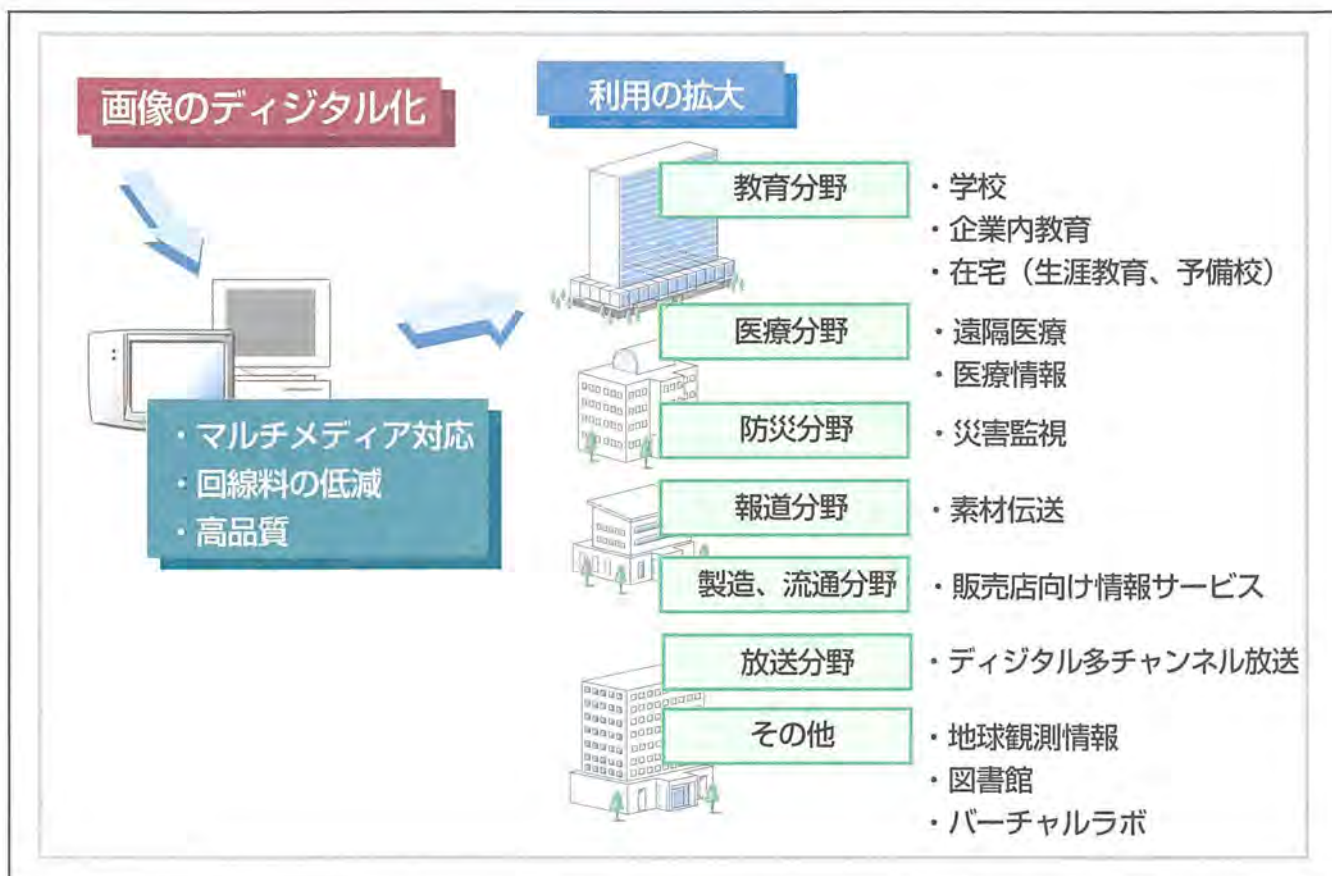 画像のディジタル化
・マルチメディア対応
・回線料の低減
・高品質
利用の拡大
教育分野
・学校
・企業内教育
・在宅（生涯教育、予備校）
医療分野
・遠隔医療
・医療情報
防災分野
・災害監視
報道分野
・素材伝送
製造、流通分野
・販売店向け情報サービス
放送分野
・ディジタル多チャンネル放送
その他
・地球観測情報
・図書館
・バーチャルラボ